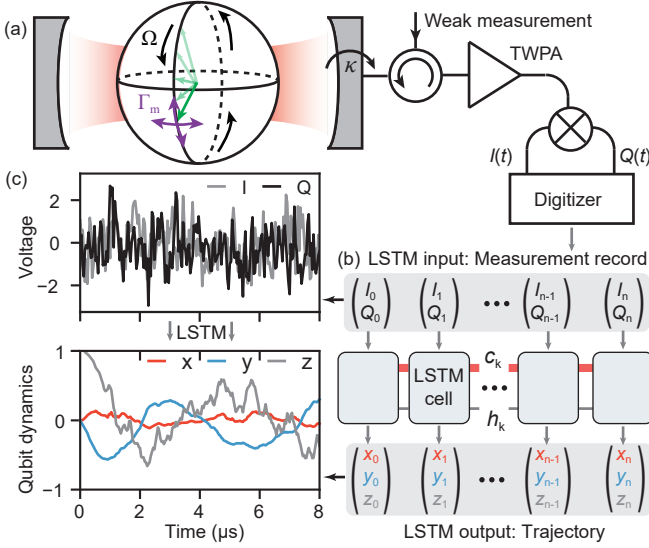 (a)
Ω
Γm
κ
Weak measurement
TWPA
I(t)
Q(t)
Digitizer
(c)
I Q
Voltage
2
0
−2
LSTM
x y z
Qubit dynamics
1
0
−1
0 2 4 6 8
Time (μs)
(b) LSTM input: Measurement record
I0 I1 ••• In-1 In
Q0 Q1 Qn-1 Qn
ck
LSTM
cell
•••
hk
x0 x1 xn-1 xn
y0 y1 ••• yn-1 yn
z0 z1 zn-1 zn
LSTM output: Trajectory